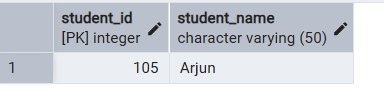 student_id student_name
[PK] integer character varying (50)
1 105 Arjun